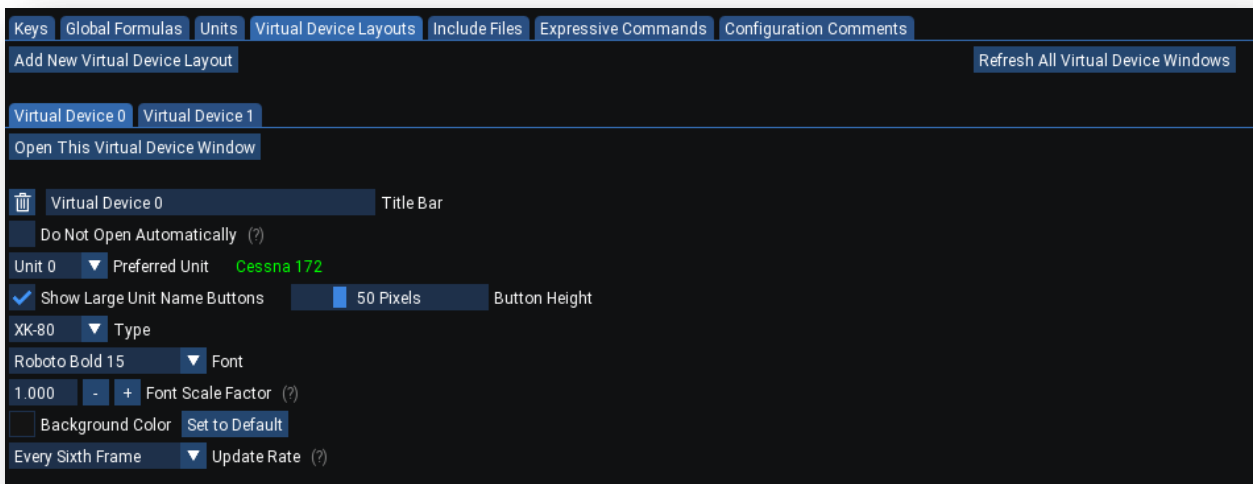 Keys Global Formulas Units Virtual Device Layouts Include Files Expressive Commands Configuration Comments
Add New Virtual Device Layout Refresh All Virtual Device Windows
Virtual Device 0 Virtual Device 1
Open This Virtual Device Window
Virtual Device 0 Title Bar
Do Not Open Automatically (?)
Unit 0 Preferred Unit Cessna 172
Show Large Unit Name Buttons 50 Pixels Button Height
XK-80 Type
Roboto Bold 15 Font
1.000 - + Font Scale Factor (?)
Background Color Set to Default
Every Sixth Frame Update Rate (?)